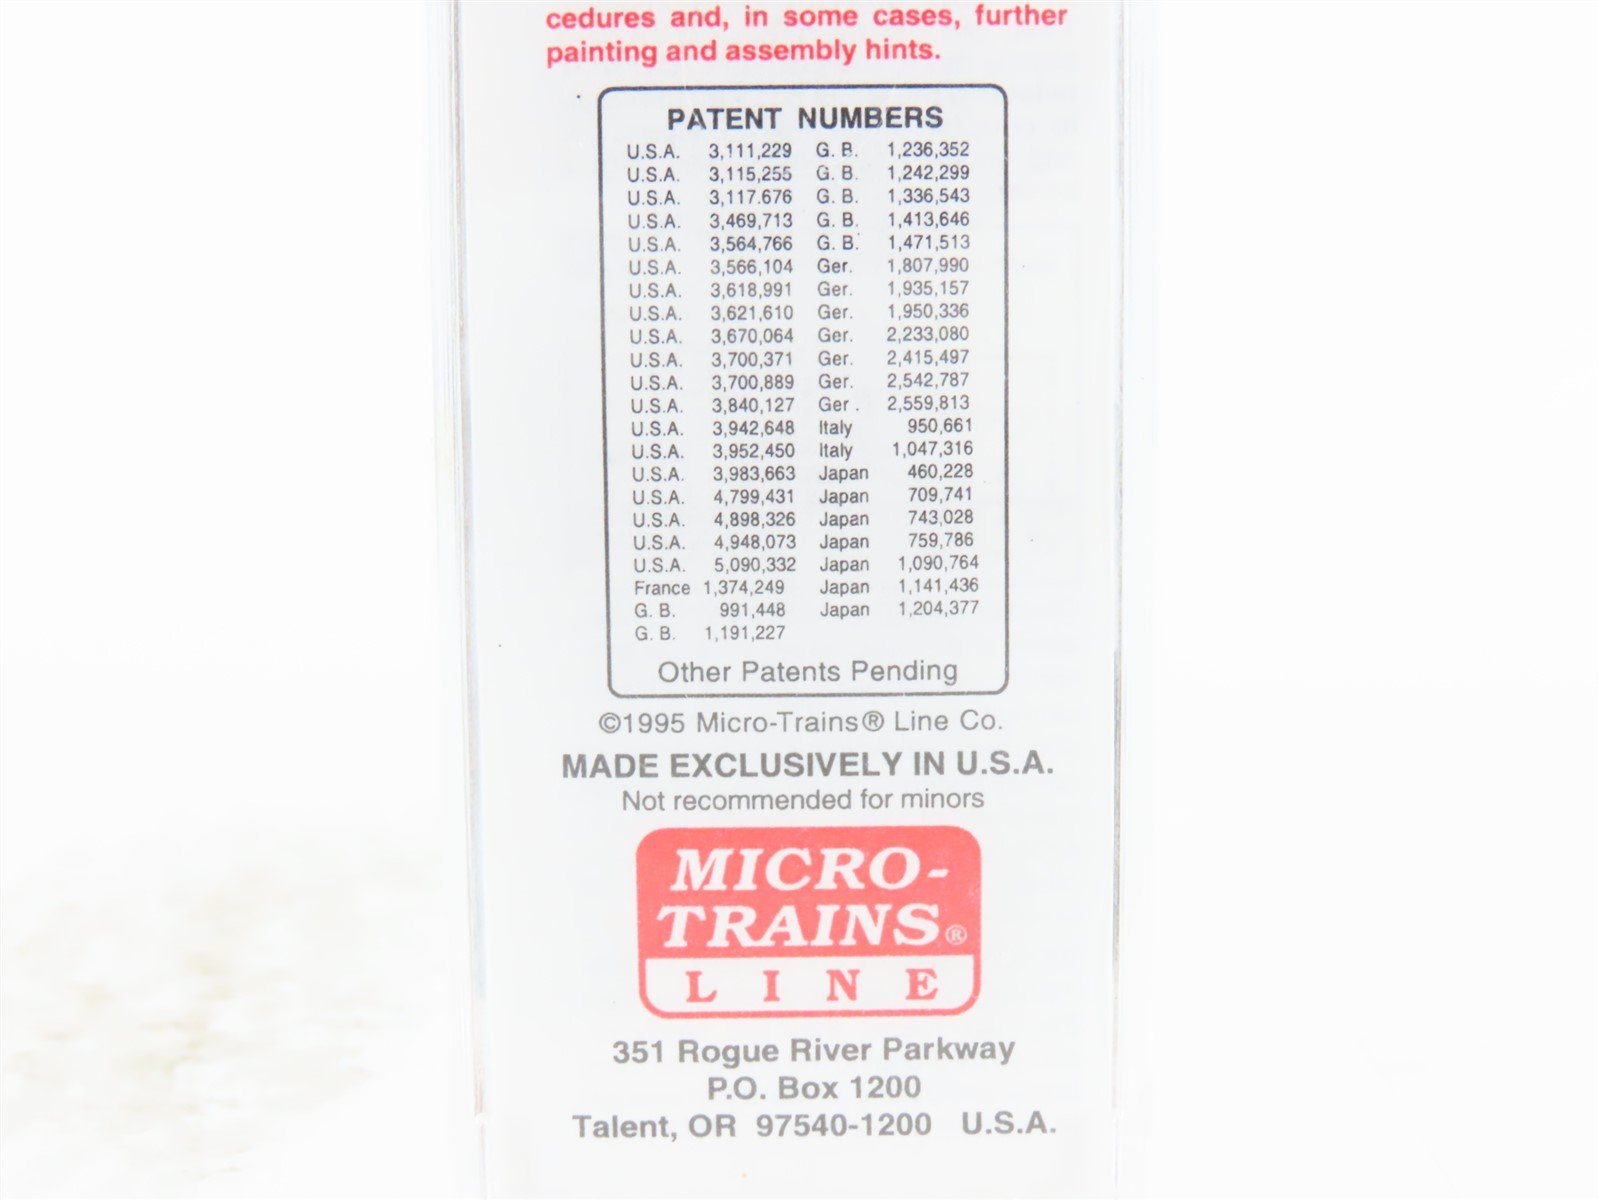 cedures and, in some cases, further
painting and assembly hints.
PATENT NUMBERS
U.S.A. 3,111,229 G. B. 1,236,352
U.S.A. 3,115,255 G. B. 1,242,299
U.S.A. 3,117.676 G. B. 1,336,543
U.S.A. 3,469,713 G. B. 1,413,646
U.S.A. 3,564,766 G. B. 1,471,513
U.S.A. 3,566,104 Ger. 1,807,990
U.S.A. 3,618,991 Ger. 1,935,157
U.S.A. 3,621,610 Ger. 1,950,336
U.S.A. 3,670,064 Ger. 2,233,080
U.S.A. 3,700,371 Ger. 2,415,497
U.S.A. 3,700,889 Ger. 2,542,787
U.S.A. 3,840,127 Ger . 2,559,813
U.S.A. 3,942,648 Italy 950,661
U.S.A. 3,952,450 Italy 1,047,316
U.S.A. 3,983,663 Japan 460,228
U.S.A. 4,799,431 Japan 709,741
U.S.A. 4,898,326 Japan 743,028
U.S.A. 4,948,073 Japan 759,786
U.S.A. 5,090,332 Japan 1,090,764
France 1,374,249 Japan 1,141,436
G. B. 991,448 Japan 1,204,377
G. B. 1,191,227
Other Patents Pending
©1995 Micro-Trains® Line Co.
MADE EXCLUSIVELY IN U.S.A.
Not recommended for minors
MICRO-
TRAINS®
LINE
351 Rogue River Parkway
P.O. Box 1200
Talent, OR 97540-1200 U.S.A.